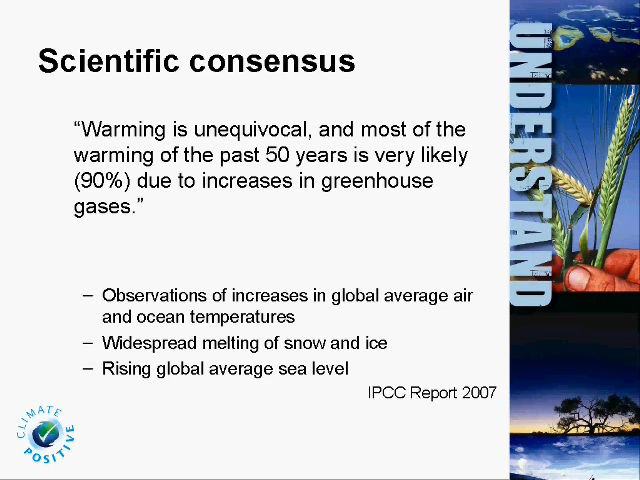 Scientific consensus
“Warming is unequivocal, and most of the
warming of the past 50 years is very likely
(90%) due to increases in greenhouse
gases.”
– Observations of increases in global average air
and ocean temperatures
– Widespread melting of snow and ice
– Rising global average sea level
IPCC Report 2007
CLIMATE
POSITIVE
UNDERSTAND